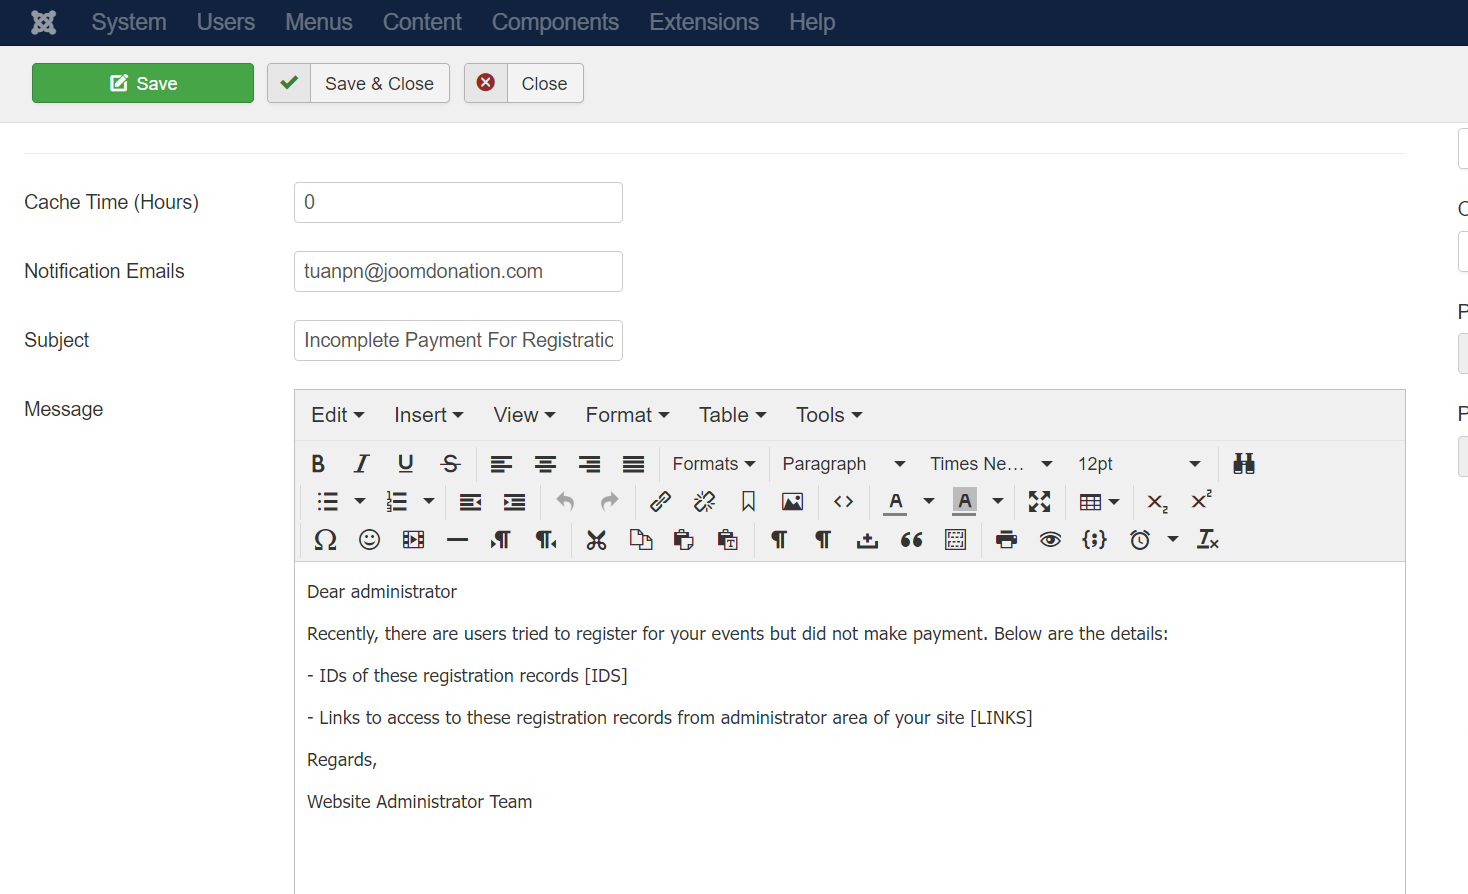 System Users Menus Content Components Extensions Help
Save Save & Close Close
Cache Time (Hours) 0
Notification Emails tuanpn@joomdonation.com
Subject Incomplete Payment For Registratic
Message
Edit Insert View Format Table Tools
Formats Paragraph Times Ne... 12pt
Dear administrator
Recently, there are users tried to register for your events but did not make payment. Below are the details:
- IDs of these registration records [IDS]
- Links to access to these registration records from administrator area of your site [LINKS]
Regards,
Website Administrator Team